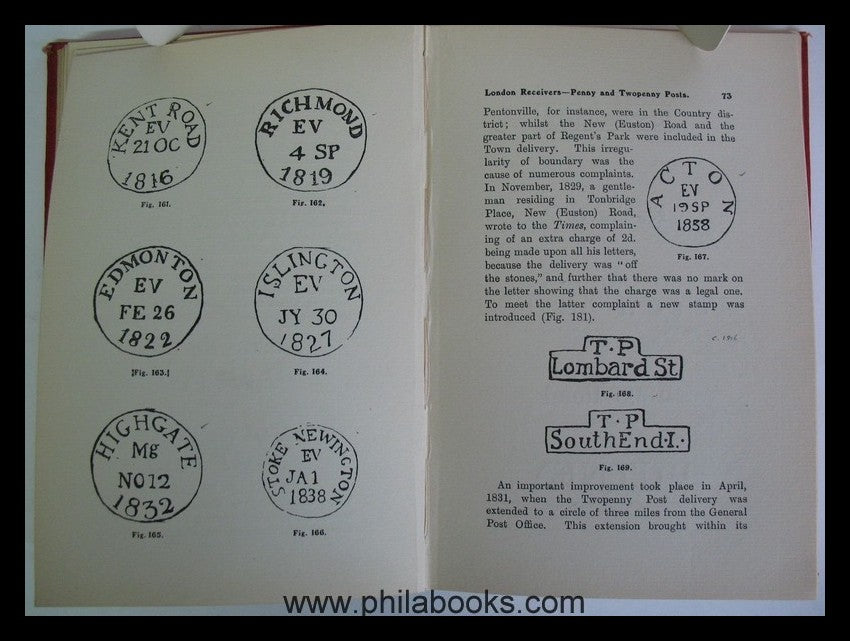 KENT ROAD
EV
21 OC
1816
Fig. 161.
RICHMOND
EV
4 SP
1819
Fig. 162.
EDMONTON
EV
FE 26
1822
[Fig. 163.]
ISLINGTON
EV
JY 30
1827
Fig. 164.
HIGHGATE
Mg
NO12
1832
Fig. 165.
STOKE NEWINGTON
EV
JA 1
1838
Fig. 166.
London Receivers—Penny and Twopenny Posts. 73
Pentonville, for instance, were in the Country dis-
trict; whilst the New (Euston) Road and the
greater part of Regent's Park were included in the
Town delivery. This irregu-
larity of boundary was the
cause of numerous complaints.
In November, 1829, a gentle-
man residing in Tonbridge
Place, New (Euston) Road,
wrote to the Times, complain-
ing of an extra charge of 2d.
being made upon all his letters,
because the delivery was "off
ACTON
EV
19 SP
1838
Fig. 167.
the stones," and further that there was no mark on
the letter showing that the charge was a legal one.
To meet the latter complaint a new stamp was
introduced (Fig. 181).
T.P
Lombard St
Fig. 168.
T.P
SouthEnd.I.
Fig. 169.
An important improvement took place in April,
1831, when the Twopenny Post delivery was
extended to a circle of three miles from the General
Post Office. This extension brought within its
www.philabooks.com